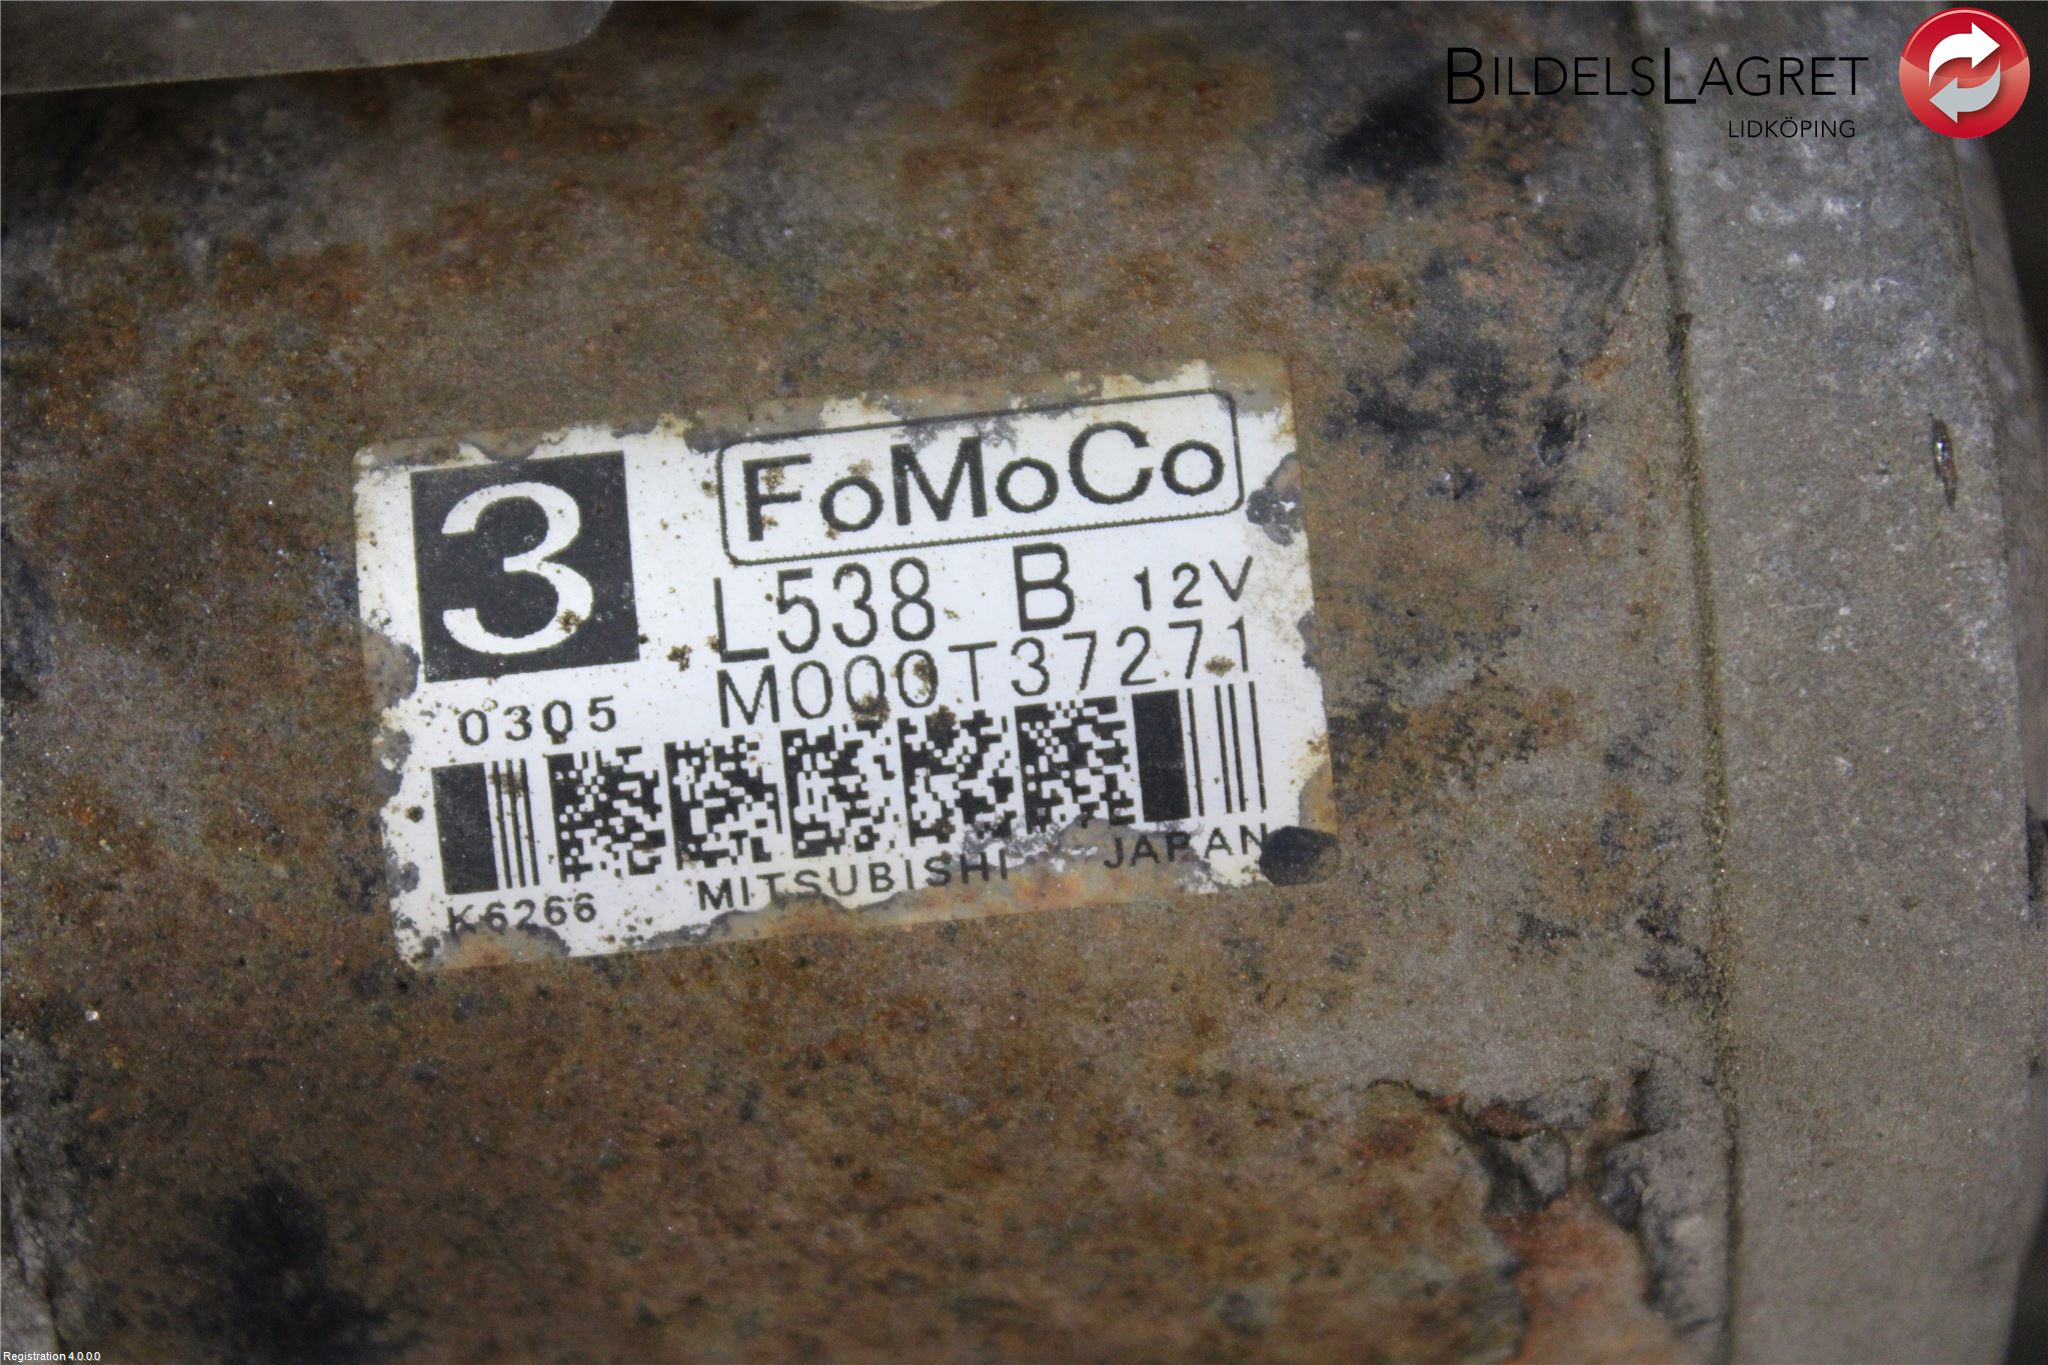 BILDELSLAGRET
LIDKÖPING
3
FoMoCo
L538 B 12V
M000T37271
0305
K6266 MITSUBISHI JAPAN
Registration 4.0.0.0